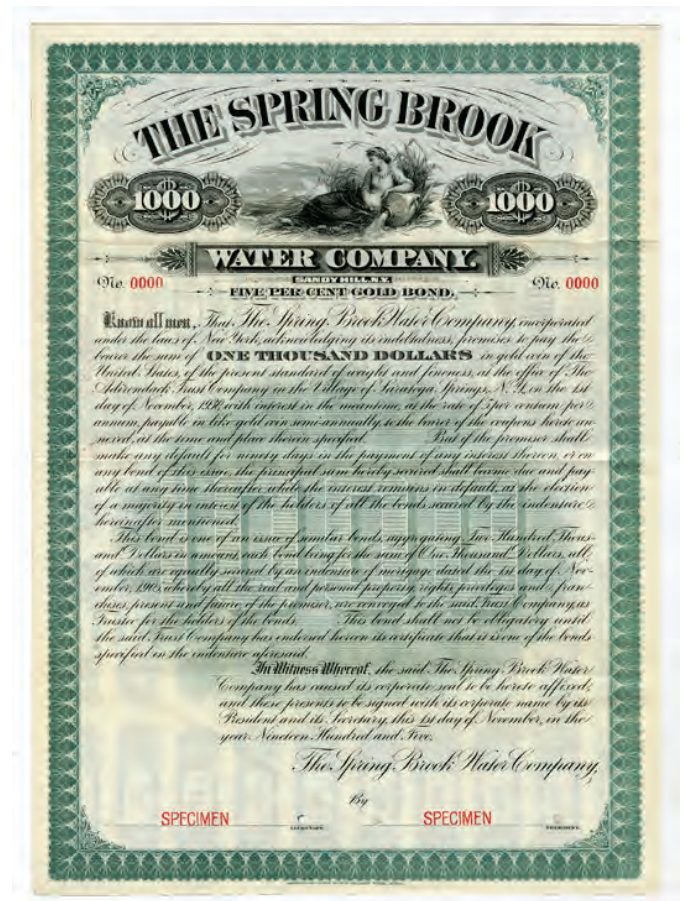 THE SPRING BROOK
1000 1000
WATER COMPANY.
SANDY HILL, N.Y.
No. 0000 No. 0000
FIVE PER CENT GOLD BOND.
Know all men, That The Spring Brook Water Company, incorporated
under the laws of New York, acknowledging its indebtedness, promises to pay the
bearer the sum of ONE THOUSAND DOLLARS in gold coin of the
United States, of the present standard of weight and fineness, at the office of The
Adirondack Trust Company in the Village of Saratoga Springs, N.Y., on the 1st
day of November, 1930, with interest in the meantime, at the rate of 5 per centum per
annum, payable in like gold coin semi-annually, to the bearer of the coupons hereto an-
nexed, at the time and place therein specified. But if the promisor shall
make any default for ninety days in the payment of any interest thereon, or on
any bond of this issue, the principal sum hereby secured shall become due and pay-
able at any time thereafter while the interest remains in default, at the election
of a majority in interest of the holders of all the bonds secured by the indenture
hereinafter mentioned.
This bond is one of an issue of similar bonds, aggregating Two Hundred Thous-
and Dollars in amount, each bond being for the sum of One Thousand Dollars, all
of which are equally secured by an indenture of mortgage dated the 1st day of Nov-
ember, 1905, whereby all the real and personal property, rights, privileges and fran-
chises, present and future, of the promisor, are conveyed to the said Trust Company, as
Trustee for the holders of the bonds. This bond shall not be obligatory until
the said Trust Company has endorsed hereon its certificate that it is one of the bonds
specified in the indenture aforesaid.
In Witness Whereof, the said The Spring Brook Water
Company has caused its corporate seal to be hereto affixed,
and these presents to be signed with its corporate name by its
President and its Secretary, this 1st day of November, in the
year Nineteen Hundred and Five.
The Spring Brook Water Company,
By
SPECIMEN SPECIMEN
SECRETARY. PRESIDENT.